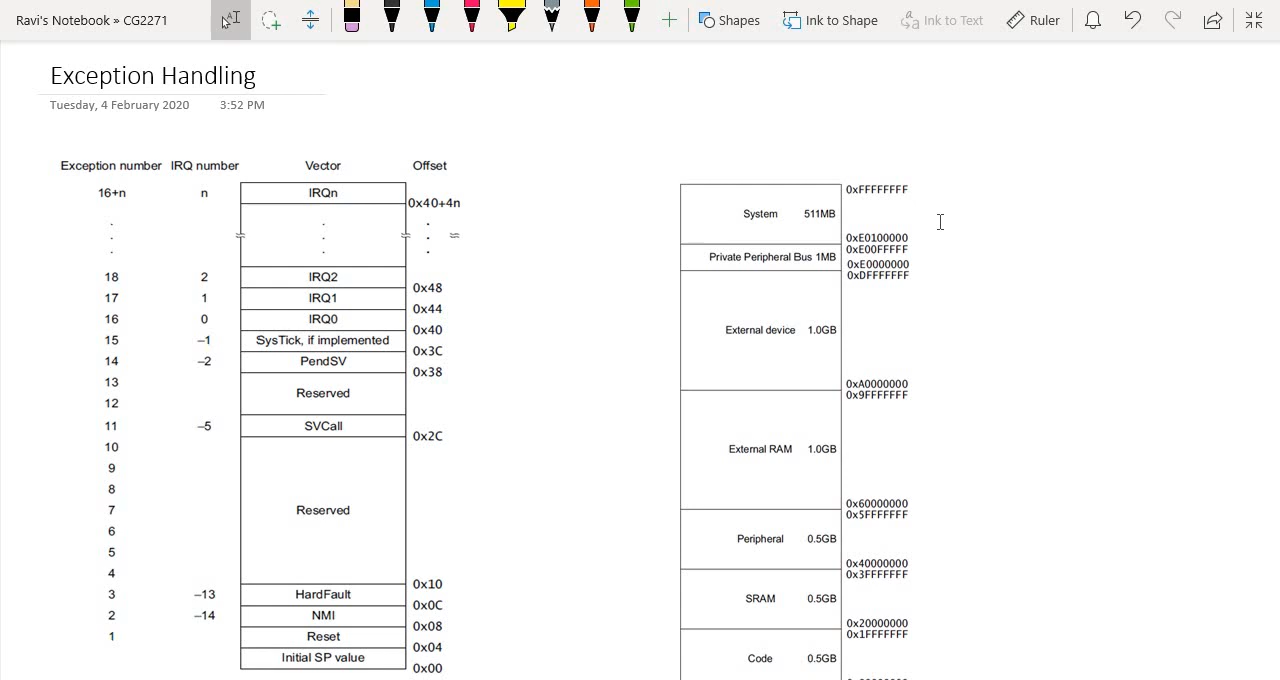 Ravi's Notebook » CG2271
Shapes
Ink to Shape
Ink to Text
Ruler
Exception Handling
Tuesday, 4 February 2020 3:52 PM
Exception number IRQ number Vector Offset
16+n n IRQn
0x40+4n
18 2 IRQ2
0x48
17 1 IRQ1
0x44
16 0 IRQ0
0x40
15 –1 SysTick, if implemented
0x3C
14 –2 PendSV
0x38
13
Reserved
12
11 –5 SVCall
0x2C
10
9
8
Reserved
7
6
5
4
0x10
3 –13 HardFault
0x0C
2 –14 NMI
0x08
1 Reset
0x04
Initial SP value
0x00
0xFFFFFFFF
System 511MB
0xE0100000
0xE00FFFFF
Private Peripheral Bus 1MB
0xE0000000
0xDFFFFFFF
External device 1.0GB
0xA0000000
0x9FFFFFFF
External RAM 1.0GB
0x60000000
0x5FFFFFFF
Peripheral 0.5GB
0x40000000
0x3FFFFFFF
SRAM 0.5GB
0x20000000
0x1FFFFFFF
Code 0.5GB